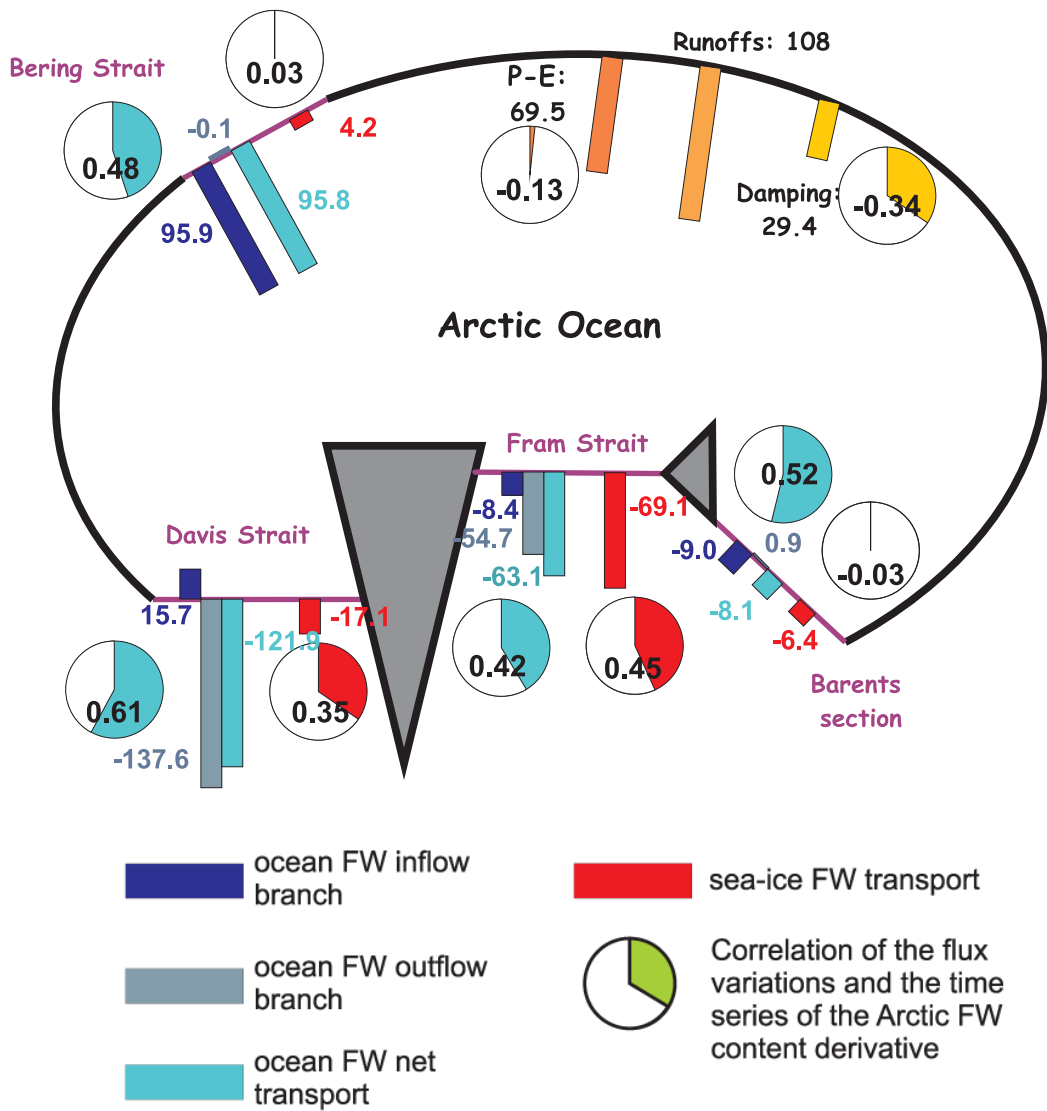 Runoffs: 108
Bering Strait
0.03
P-E:
69.5
-0.1
4.2
0.48
-0.13
Damping:
29.4
-0.34
95.8
95.9
Arctic Ocean
Fram Strait
0.52
-8.4
-69.1
-54.7
-9.0
0.9
Davis Strait
-63.1
-0.03
15.7
-17.1
-8.1
-121.9
-6.4
0.42
0.45
0.61
0.35
Barents
section
-137.6
ocean FW inflow
branch
sea-ice FW transport
ocean FW outflow
branch
Correlation of the flux
variations and the time
series of the Arctic FW
content derivative
ocean FW net
transport